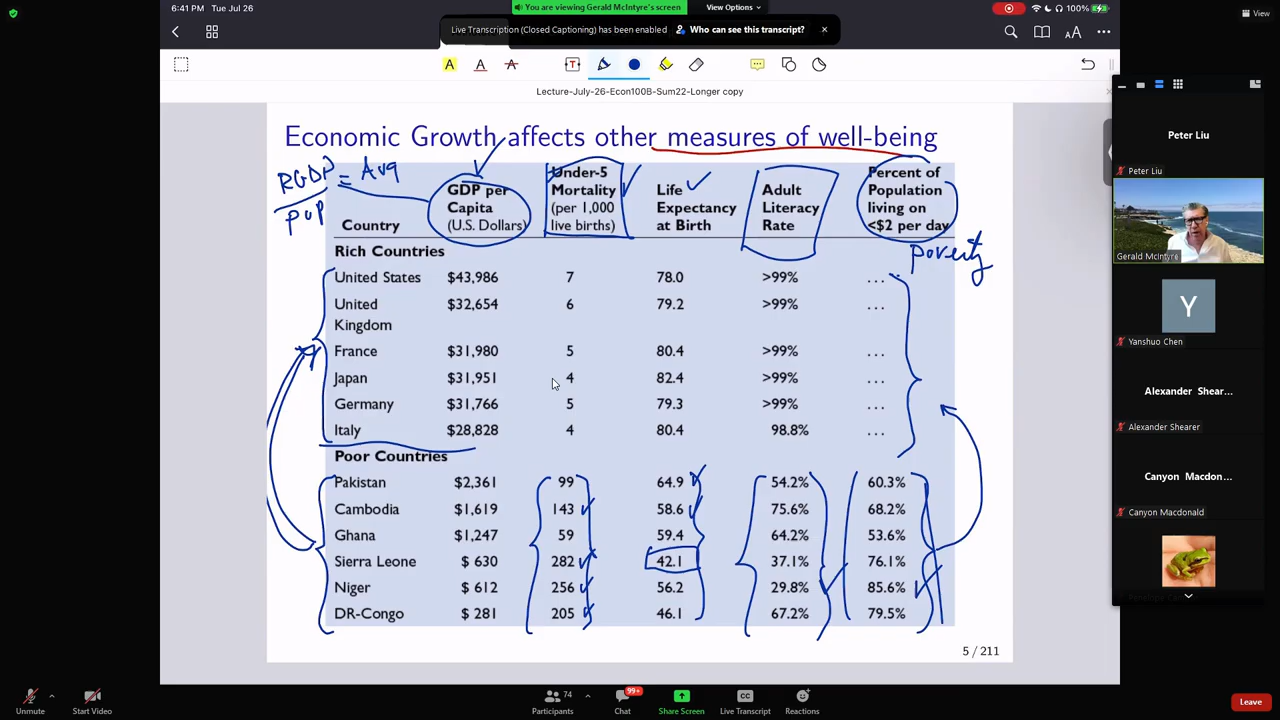 6:41 PM Tue Jul 26
You are viewing Gerald McIntyre's screen
View Options
100%
View
Live Transcription (Closed Captioning) has been enabled
Who can see this transcript?
Lecture-July-26-Econ100B-Sum22-Longer copy
Economic Growth affects other measures of well-being
RGDP = Avg
pop
Country
GDP per Capita (U.S. Dollars)
Under-5 Mortality (per 1,000 live births)
Life Expectancy at Birth
Adult Literacy Rate
Percent of Population living on <$2 per day
poverty
Rich Countries
United States $43,986 7 78.0 >99% ...
United Kingdom $32,654 6 79.2 >99% ...
France $31,980 5 80.4 >99% ...
Japan $31,951 4 82.4 >99% ...
Germany $31,766 5 79.3 >99% ...
Italy $28,828 4 80.4 98.8% ...
Poor Countries
Pakistan $2,361 99 64.9 54.2% 60.3%
Cambodia $1,619 143 58.6 75.6% 68.2%
Ghana $1,247 59 59.4 64.2% 53.6%
Sierra Leone $ 630 282 42.1 37.1% 76.1%
Niger $ 612 256 56.2 29.8% 85.6%
DR-Congo $ 281 205 46.1 67.2% 79.5%
5 / 211
Peter Liu
Peter Liu
Gerald McIntyre
Y
Yanshuo Chen
Alexander Shear...
Alexander Shearer
Canyon Macdon...
Canyon Macdonald
Unmute
Start Video
74
Participants
99+
Chat
Share Screen
CC
Live Transcript
Reactions
Leave